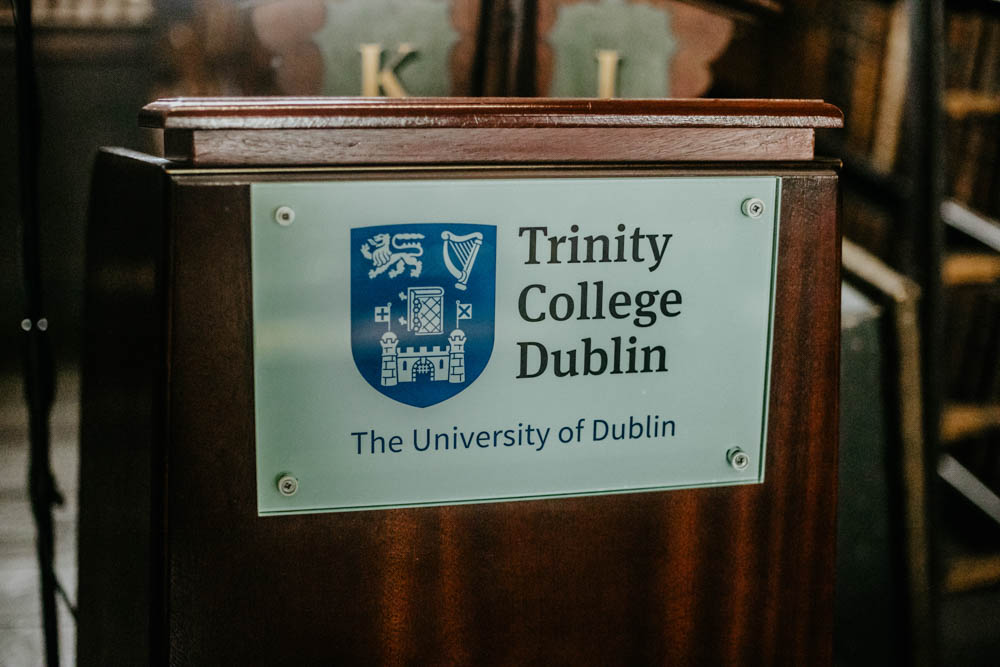 K I
Trinity
College
Dublin
The University of Dublin